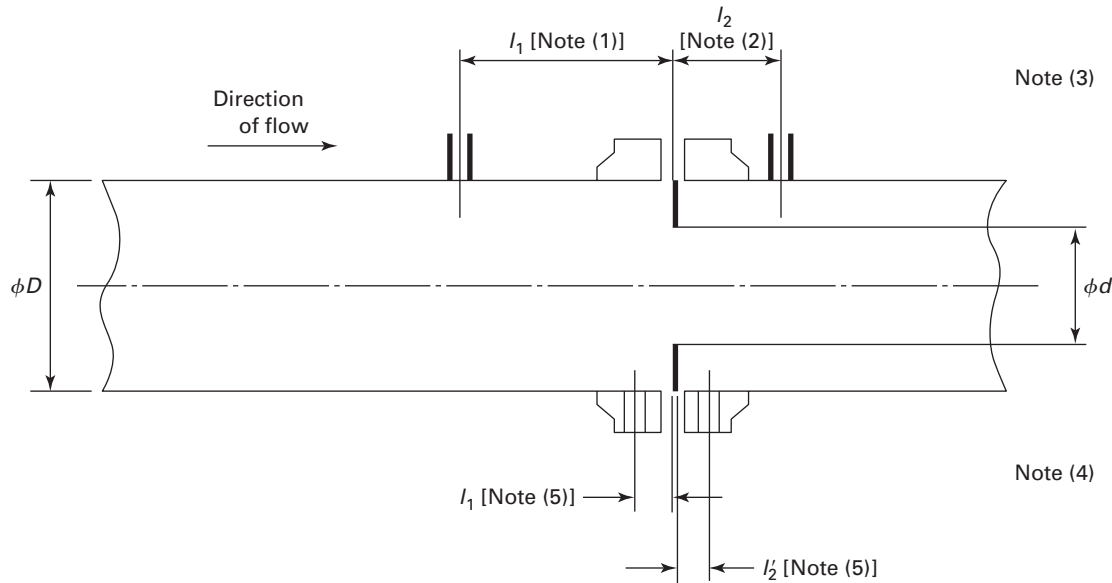 l₂
l₁ [Note (1)]
[Note (2)]
Note (3)
Direction
of flow
ϕD
ϕd
Note (4)
l₁ [Note (5)]
l′₂ [Note (5)]